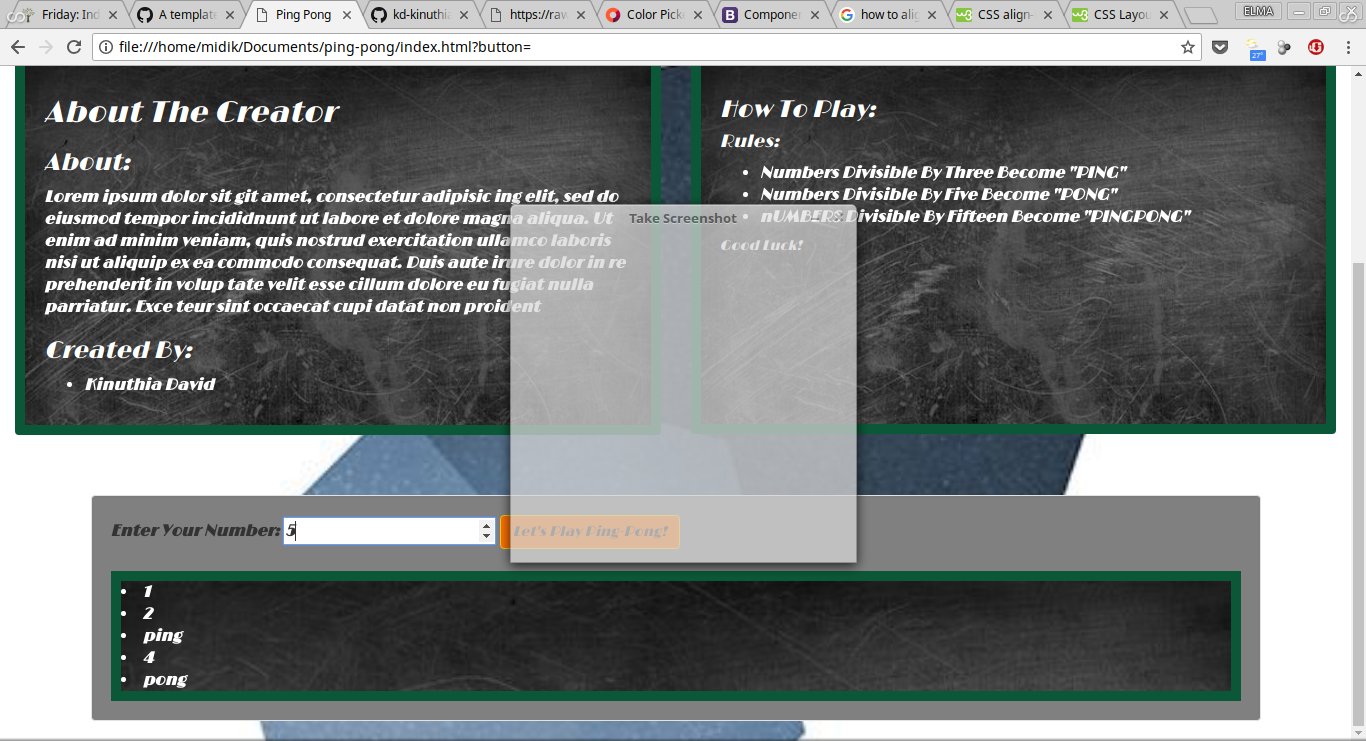 Friday: Ind
A template
Ping Pong
kd-kinuthia
https://raw
Color Picke
Componen
how to alig
CSS align-
CSS Layou
ELMA
file:///home/midik/Documents/ping-pong/index.html?button=
27°
About The Creator
About:
Lorem ipsum dolor sit git amet, consectetur adipisic ing elit, sed do
eiusmod tempor incididnunt ut labore et dolore magna aliqua. Ut
enim ad minim veniam, quis nostrud exercitation ullamco laboris
nisi ut aliquip ex ea commodo consequat. Duis aute irure dolor in re
prehenderit in volup tate velit esse cillum dolore eu fugiat nulla
parriatur. Exce teur sint occaecat cupi datat non proident
Created By:
Kinuthia David
How To Play:
Rules:
Numbers Divisible By Three Become "PING"
Numbers Divisible By Five Become "PONG"
nUMBERS Divisible By Fifteen Become "PINGPONG"
Good Luck!
Take Screenshot
Enter Your Number: 5
Let's Play Ping-Pong!
1
2
ping
4
pong